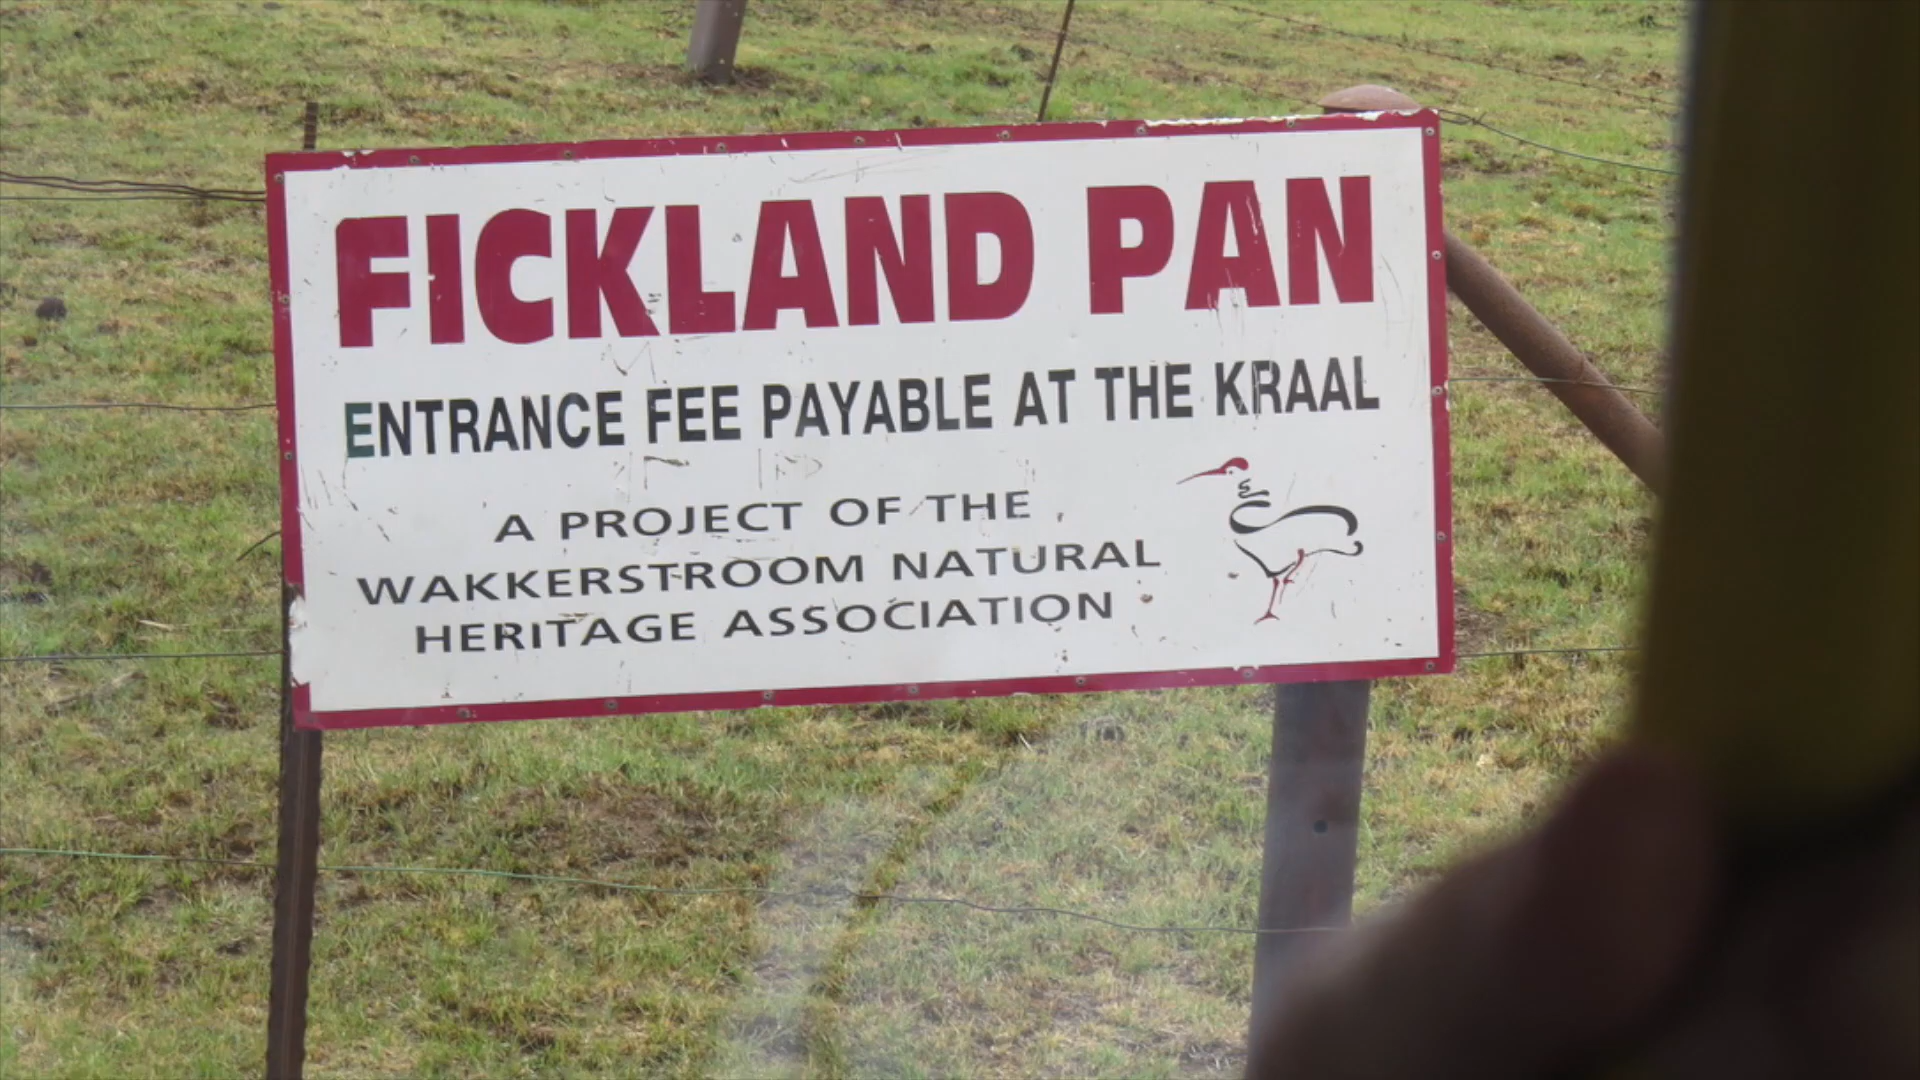 FICKLAND PAN
ENTRANCE FEE PAYABLE AT THE KRAAL
A PROJECT OF THE
WAKKERSTROOM NATURAL
HERITAGE ASSOCIATION